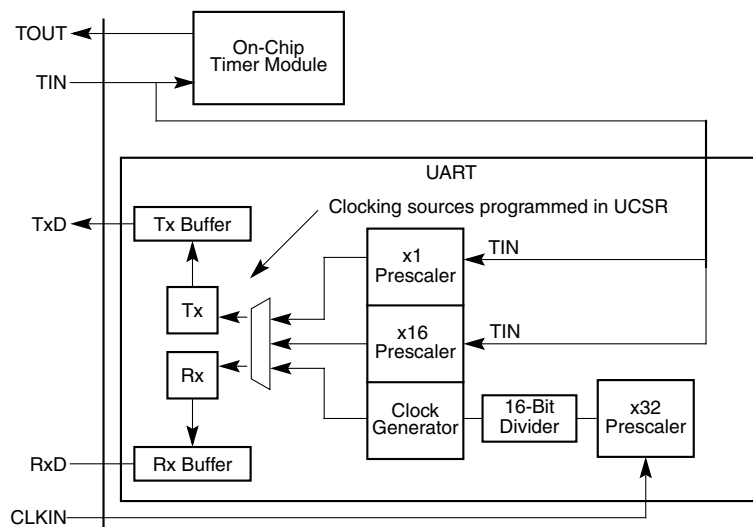 TOUT
On-Chip
Timer Module
TIN
UART
Clocking sources programmed in UCSR
TxD
Tx Buffer
x1
Prescaler
TIN
Tx
x16
Prescaler
TIN
Rx
Clock
Generator
16-Bit
Divider
x32
Prescaler
RxD
Rx Buffer
CLKIN